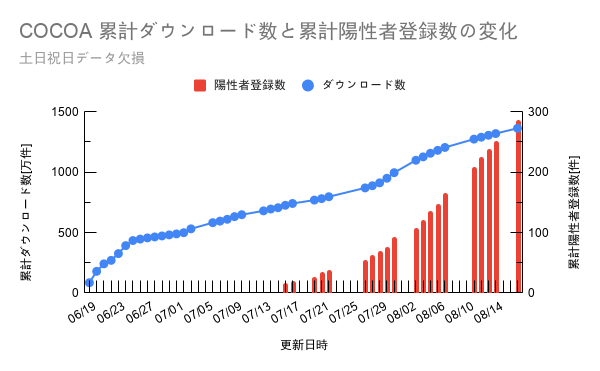 COCOA 累計ダウンロード数と累計陽性者登録数の変化
土日祝日データ欠損
陽性者登録数 ダウンロード数
累計ダウンロード数[万件]
1500
1000
500
0
300
200
100
0
累計陽性者登録数[件]
06/19 06/23 06/27 07/01 07/05 07/09 07/13 07/17 07/21 07/25 07/29 08/02 08/06 08/10 08/14
更新日時